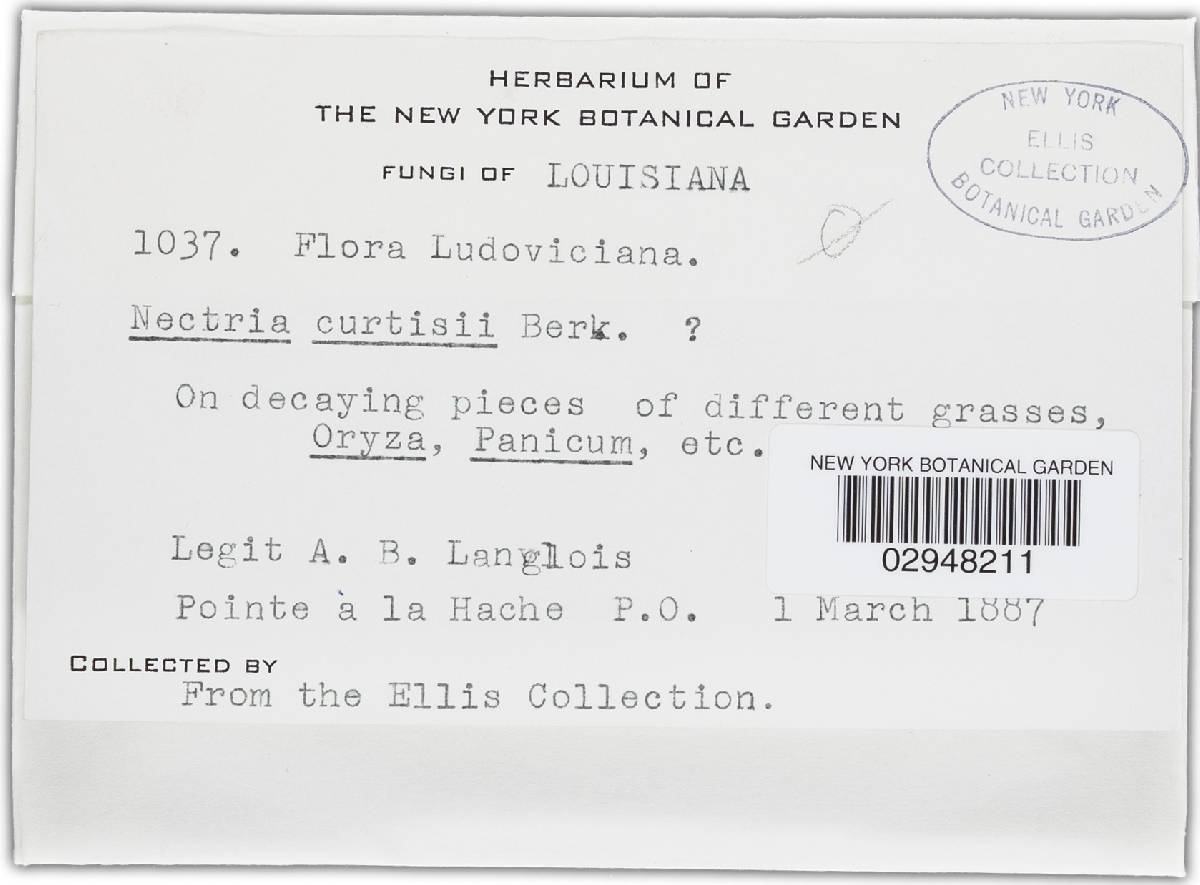 HERBARIUM OF
THE NEW YORK BOTANICAL GARDEN
FUNGI OF LOUISIANA
NEW YORK
ELLIS
COLLECTION
BOTANICAL GARDEN
1037. Flora Ludoviciana.
Nectria curtisii Berk. ?
On decaying pieces of different grasses,
Oryza, Panicum, etc.
NEW YORK BOTANICAL GARDEN
02948211
Legit A. B. Langlois
Pointe à la Hache P.O. 1 March 1887
COLLECTED BY
From the Ellis Collection.